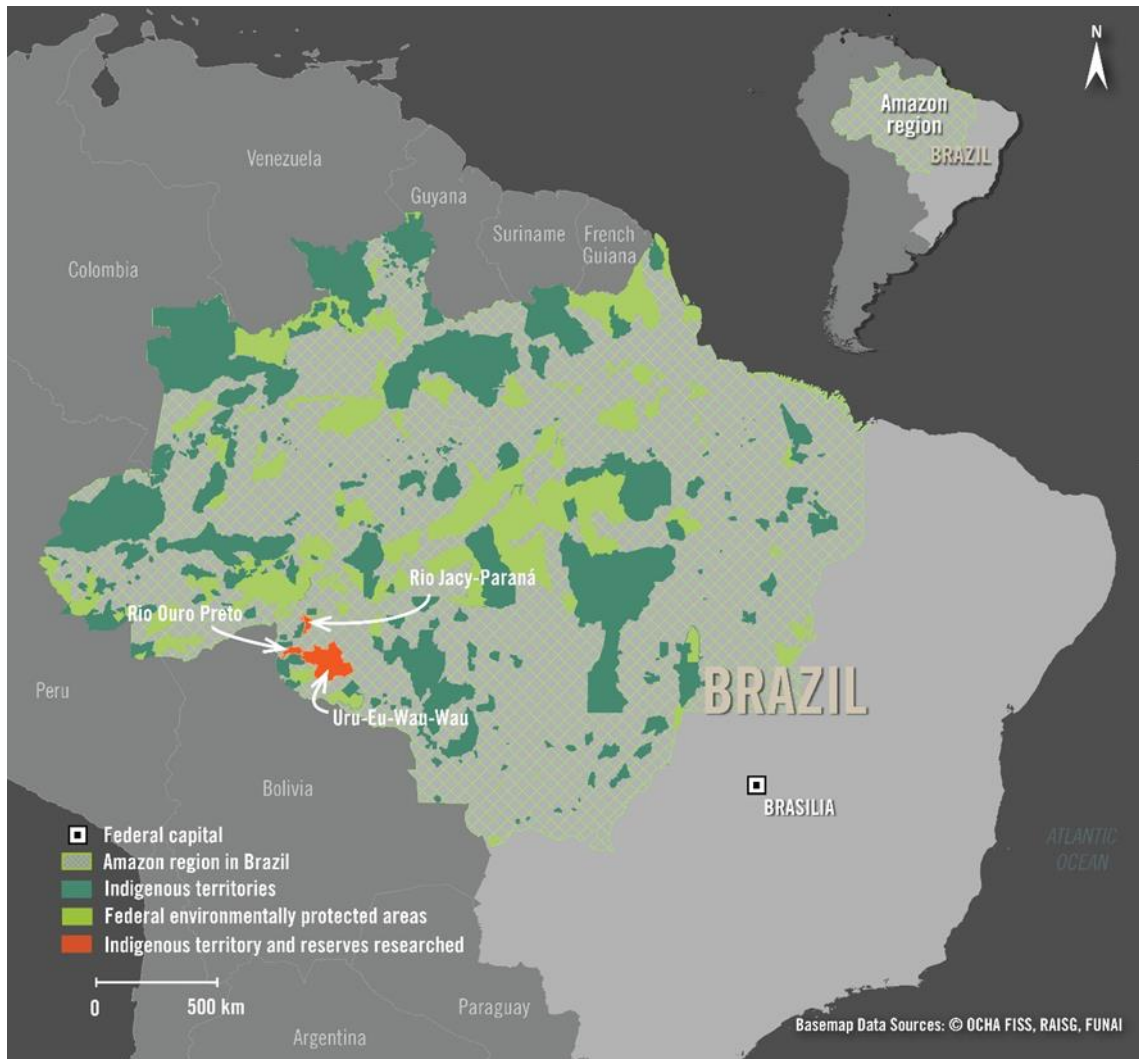 N
Amazon
region
BRAZIL
Venezuela
Guyana
Suriname
French
Guiana
Colombia
Rio Jacy-Paraná
Rio Ouro Preto
Peru
BRAZIL
Uru-Eu-Wau-Wau
Bolivia
BRASILIA
ATLANTIC
OCEAN
Federal capital
Amazon region in Brazil
Indigenous territories
Federal environmentally protected areas
Indigenous territory and reserves researched
0 500 km
Paraguay
Argentina
Basemap Data Sources: © OCHA FISS, RAISG, FUNAI